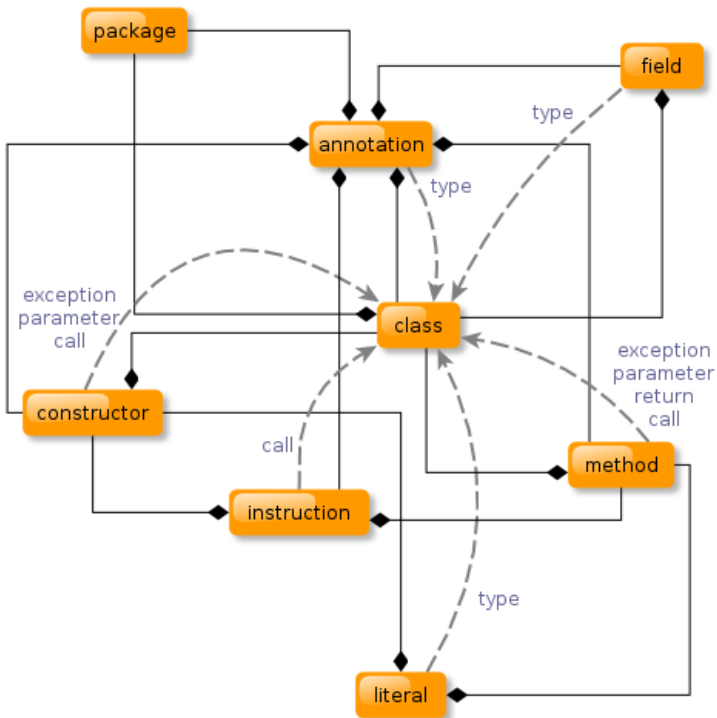 package
field
type
annotation
type
exception
parameter
call
class
exception
parameter
return
call
constructor
call
method
instruction
type
literal